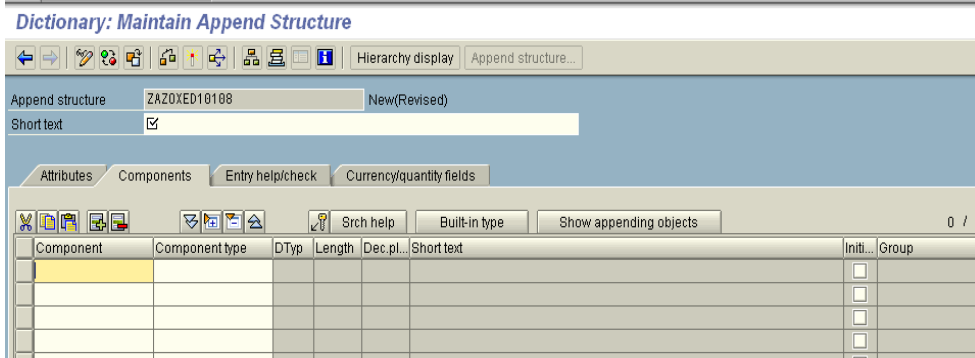 Dictionary: Maintain Append Structure
Hierarchy display Append structure...
Append structure ZAZOXED10108 New(Revised)
Short text
Attributes Components Entry help/check Currency/quantity fields
Srch help Built-in type Show appending objects 0 /
Component Component type DTyp Length Dec.pl... Short text Initi... Group